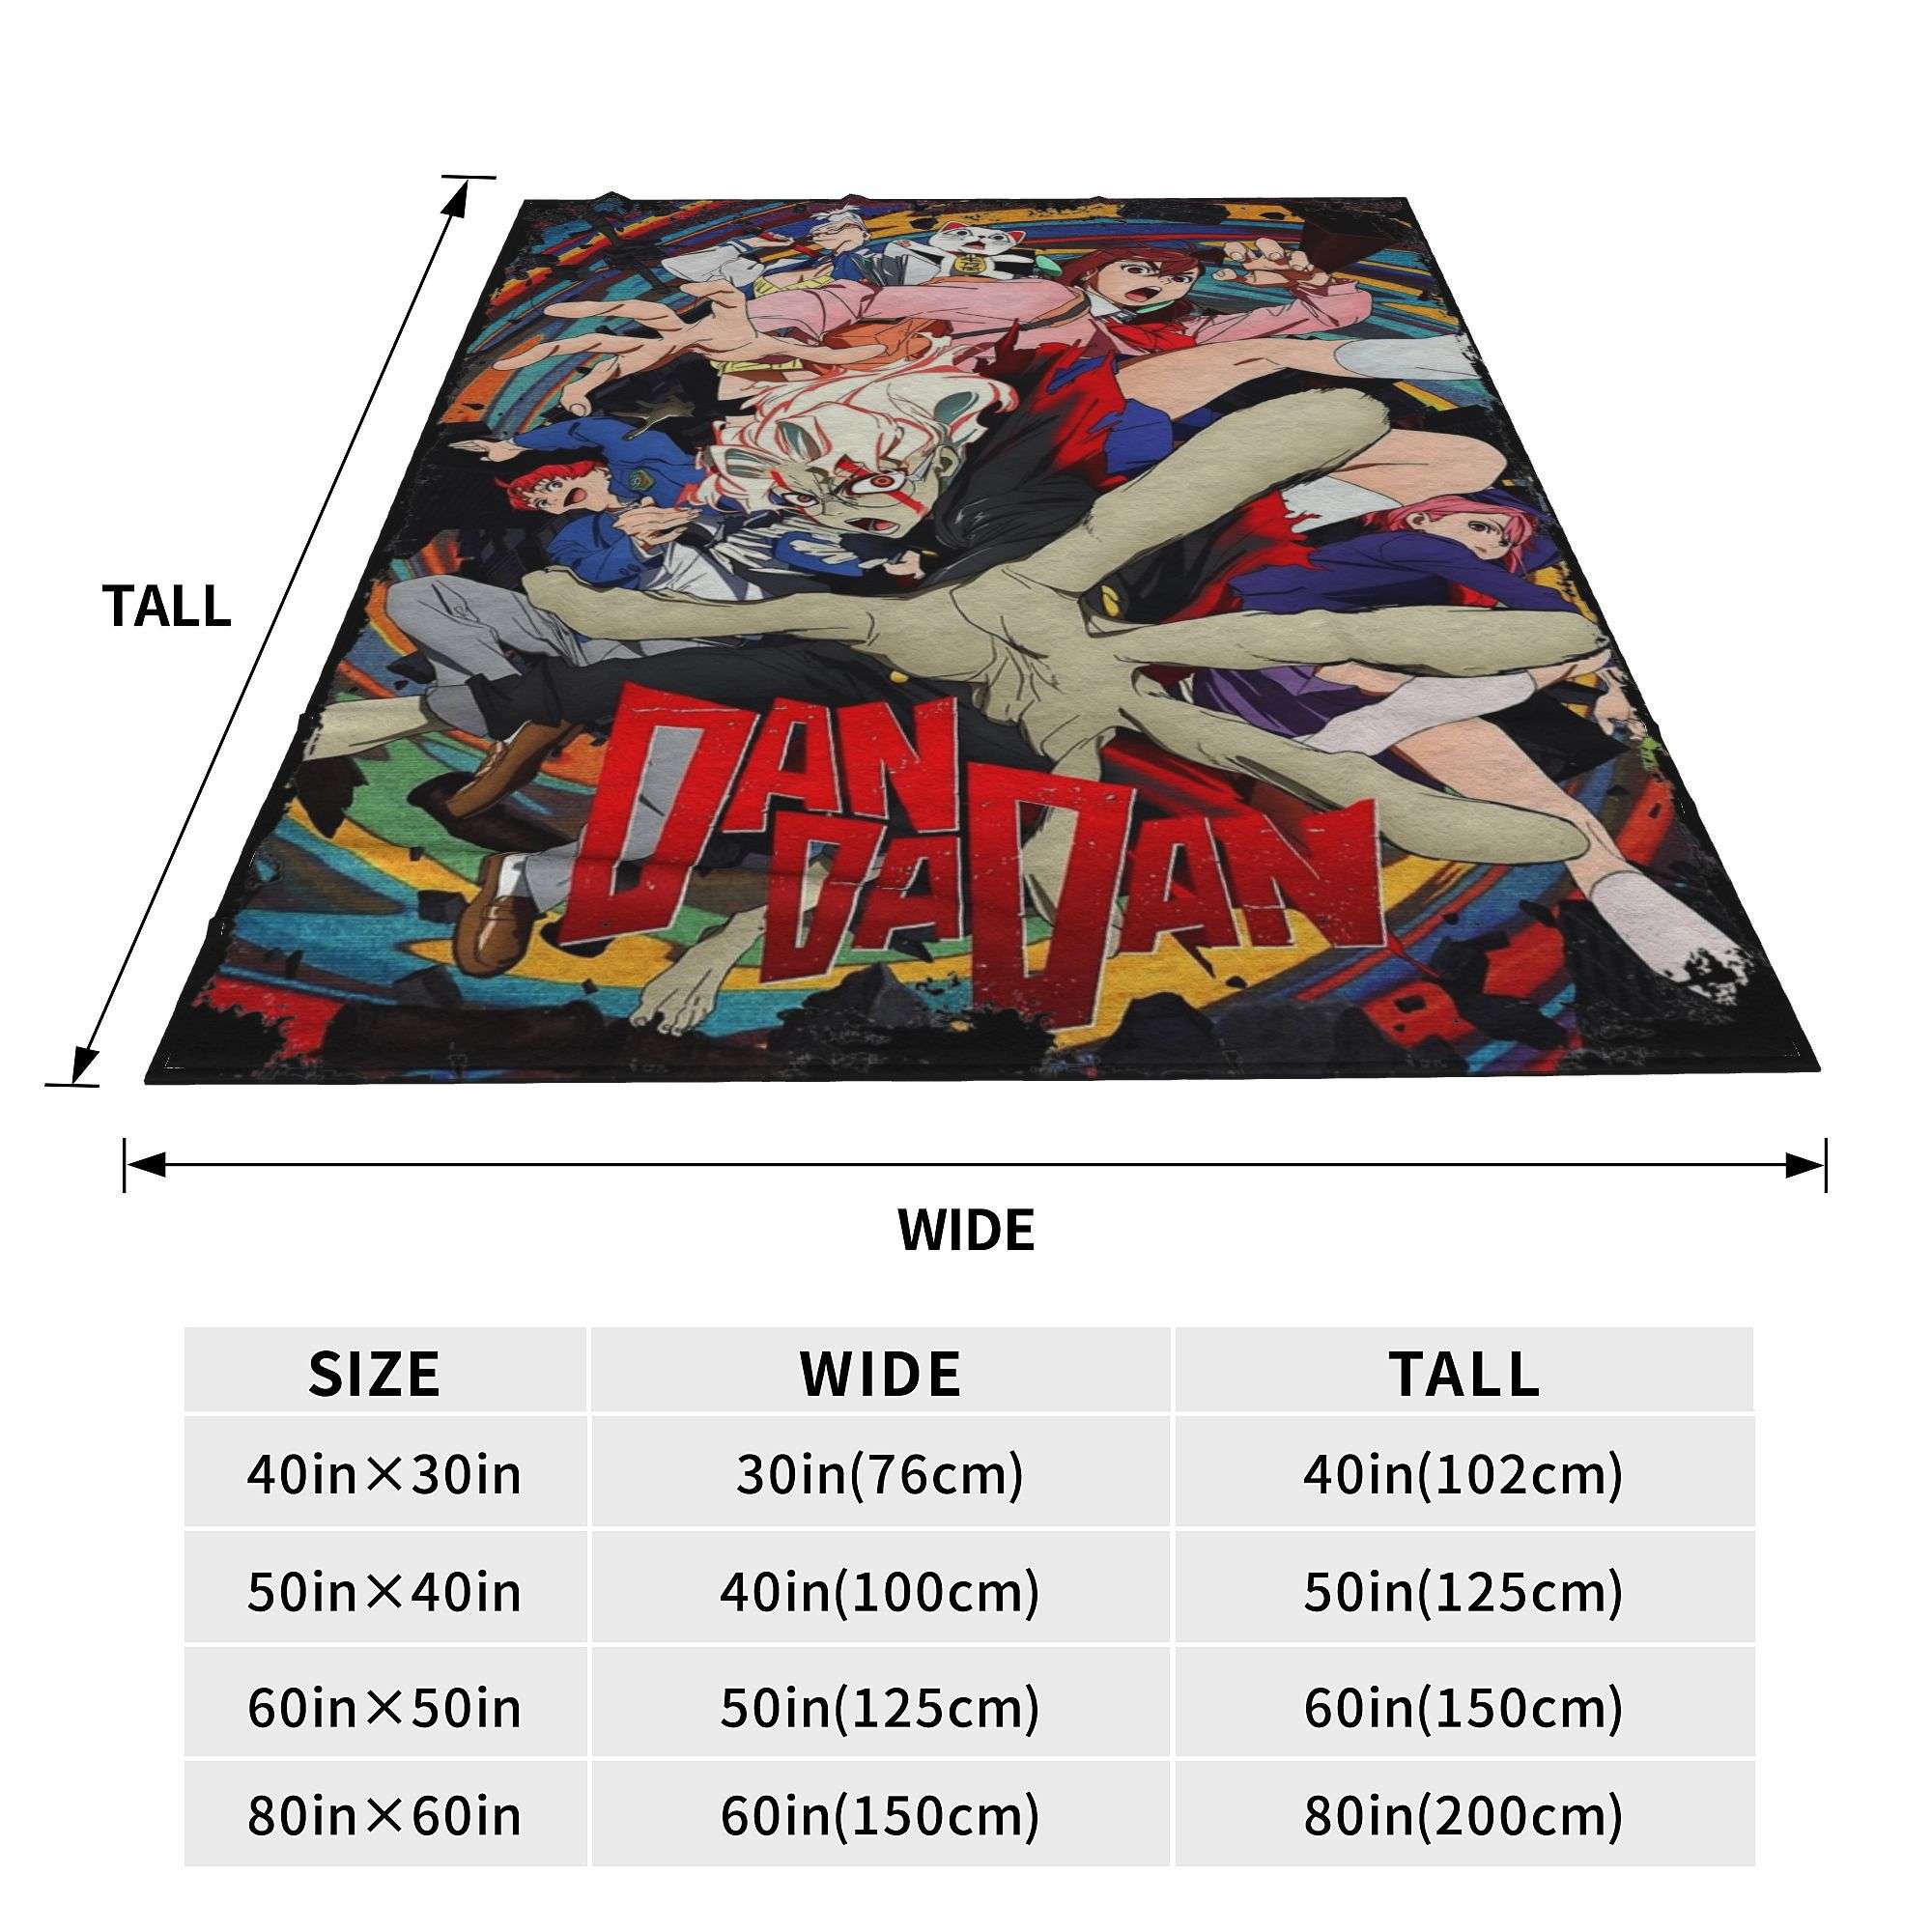 TALL
DAN
DA DAN
WIDE
SIZE WIDE TALL
40in×30in 30in(76cm) 40in(102cm)
50in×40in 40in(100cm) 50in(125cm)
60in×50in 50in(125cm) 60in(150cm)
80in×60in 60in(150cm) 80in(200cm)